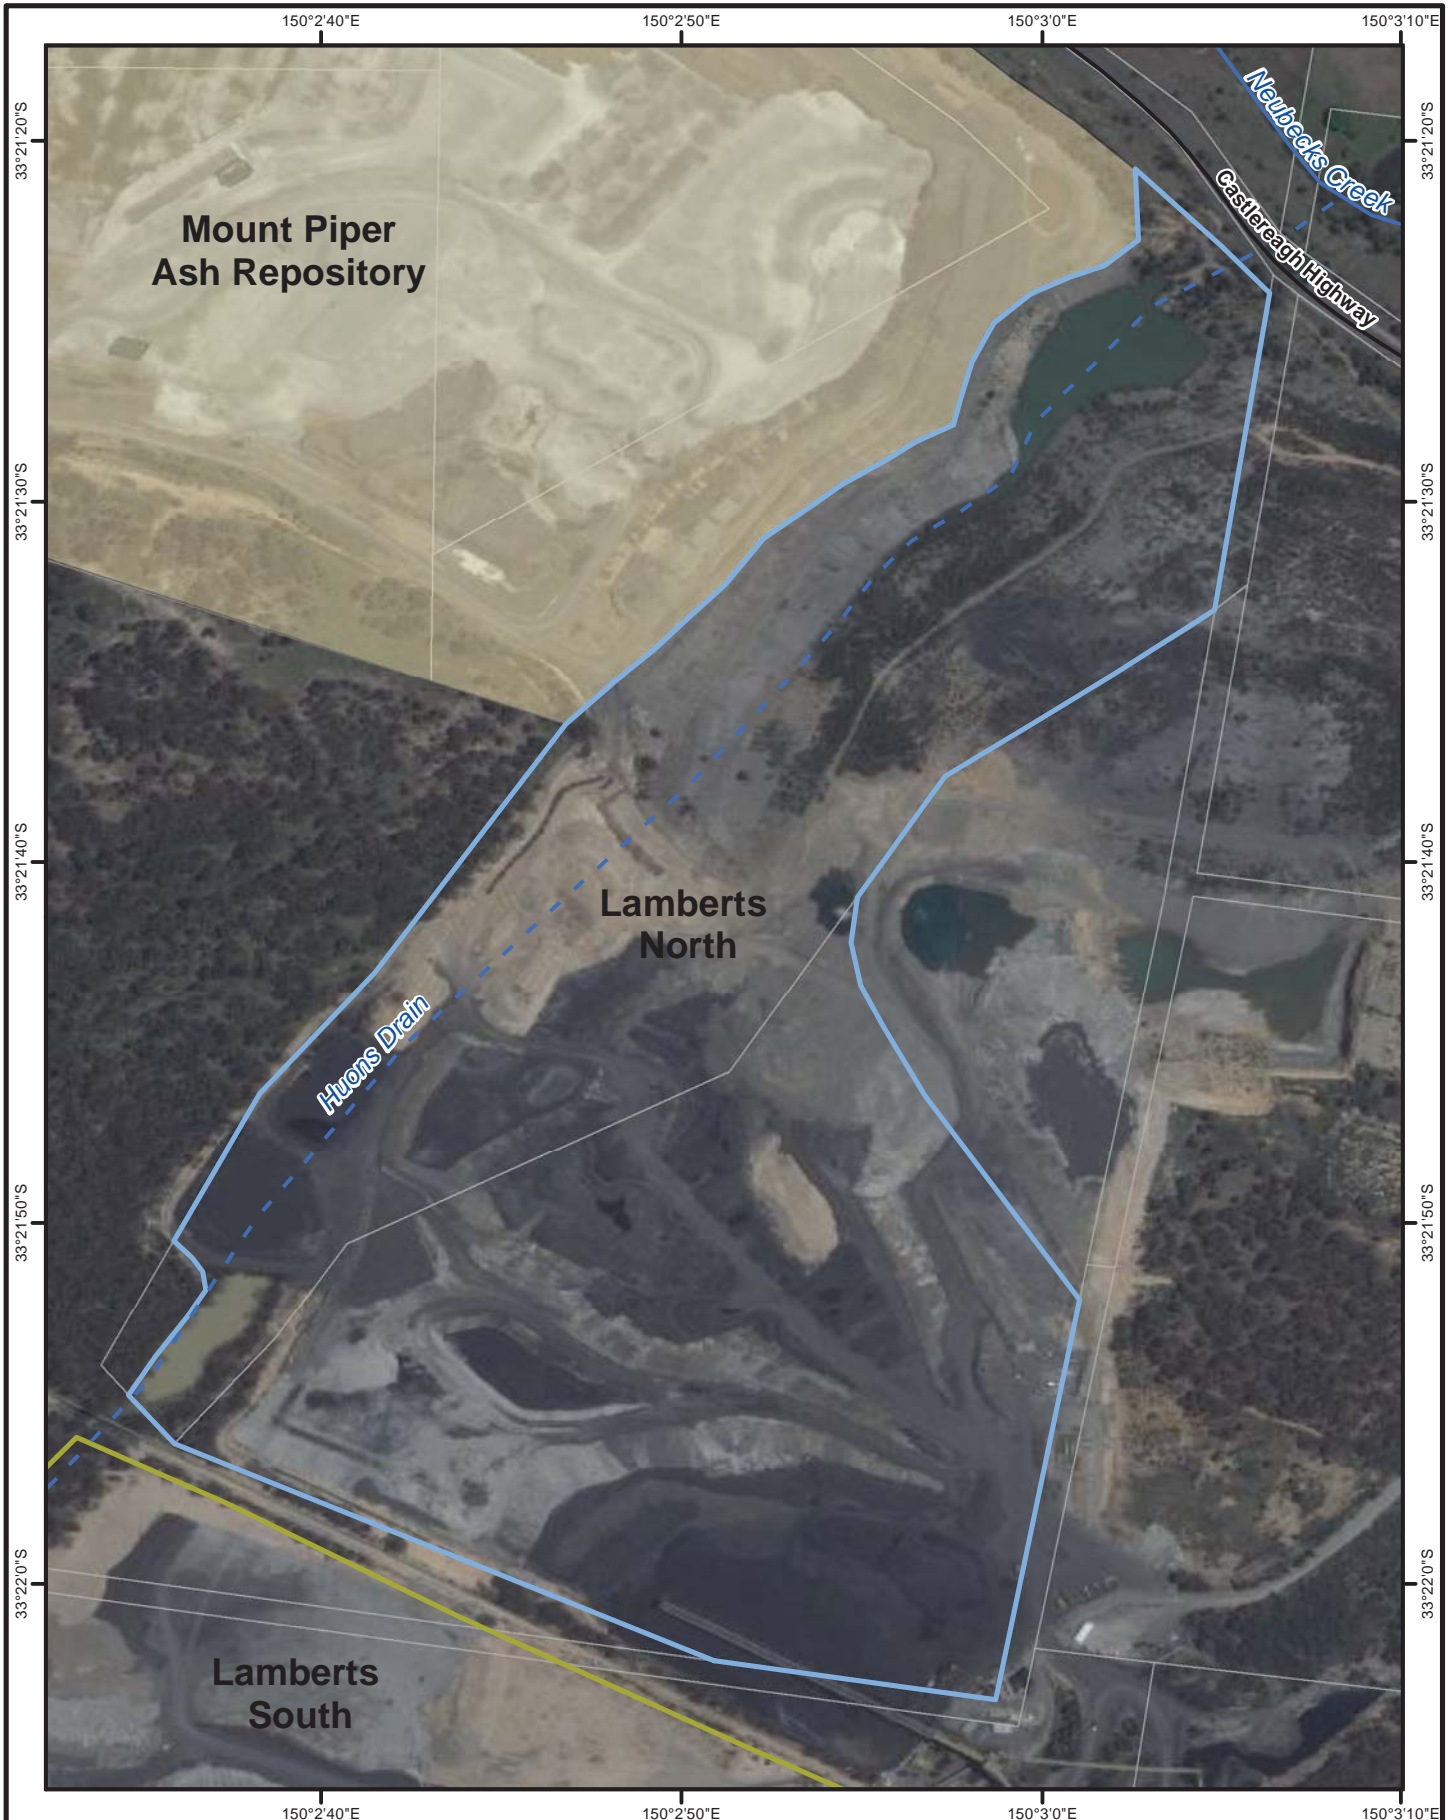 150°2'40"E
150°2'50"E
150°3'0"E
150°3'10"E
33°21'20"S
33°21'20"S
Neubecks Creek
Castlereagh Highway
Mount Piper
Ash Repository
33°21'30"S
33°21'30"S
33°21'40"S
33°21'40"S
Lamberts
North
Huons Drain
33°21'50"S
33°21'50"S
33°22'0"S
33°22'0"S
Lamberts
South
150°2'40"E
150°2'50"E
150°3'0"E
150°3'10"E